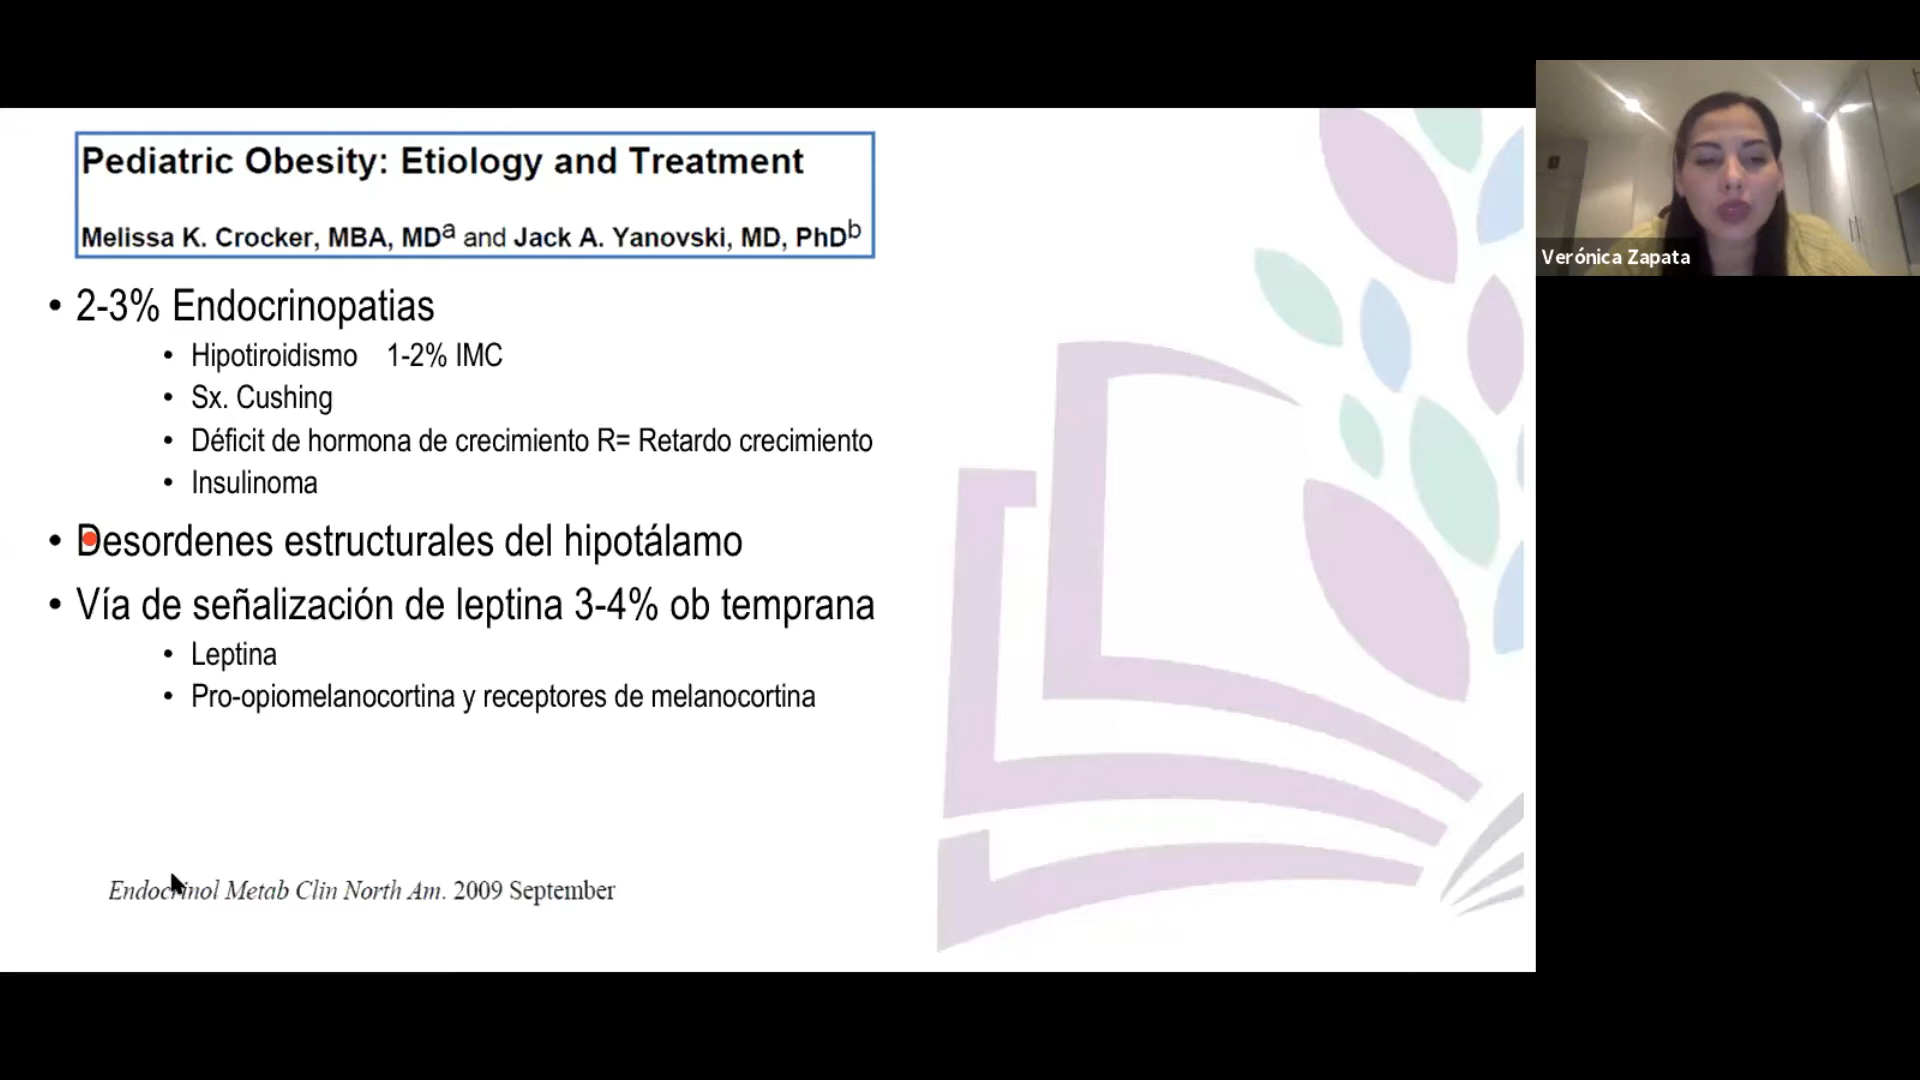 Pediatric Obesity: Etiology and Treatment
Melissa K. Crocker, MBA, MDa and Jack A. Yanovski, MD, PhDb
• 2-3% Endocrinopatias
• Hipotiroidismo 1-2% IMC
• Sx. Cushing
• Déficit de hormona de crecimiento R= Retardo crecimiento
• Insulinoma
• Desordenes estructurales del hipotálamo
• Vía de señalización de leptina 3-4% ob temprana
• Leptina
• Pro-opiomelanocortina y receptores de melanocortina
Endocrinol Metab Clin North Am. 2009 September
Verónica Zapata